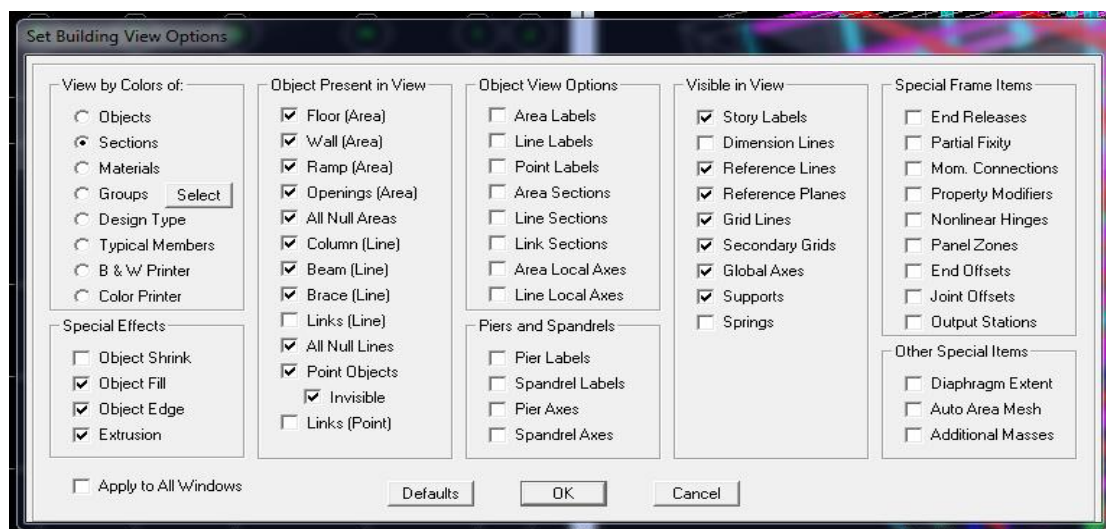 Set Building View Options
View by Colors of:
Objects
Sections
Materials
Groups
Select
Design Type
Typical Members
B & W Printer
Color Printer
Special Effects
Object Shrink
Object Fill
Object Edge
Extrusion
Object Present in View
Floor (Area)
Wall (Area)
Ramp (Area)
Openings (Area)
All Null Areas
Column (Line)
Beam (Line)
Brace (Line)
Links (Line)
All Null Lines
Point Objects
Invisible
Links (Point)
Object View Options
Area Labels
Line Labels
Point Labels
Area Sections
Line Sections
Link Sections
Area Local Axes
Line Local Axes
Piers and Spandrels
Pier Labels
Spandrel Labels
Pier Axes
Spandrel Axes
Visible in View
Story Labels
Dimension Lines
Reference Lines
Reference Planes
Grid Lines
Secondary Grids
Global Axes
Supports
Springs
Special Frame Items
End Releases
Partial Fixity
Mom. Connections
Property Modifiers
Nonlinear Hinges
Panel Zones
End Offsets
Joint Offsets
Output Stations
Other Special Items
Diaphragm Extent
Auto Area Mesh
Additional Masses
Apply to All Windows
Defaults
OK
Cancel